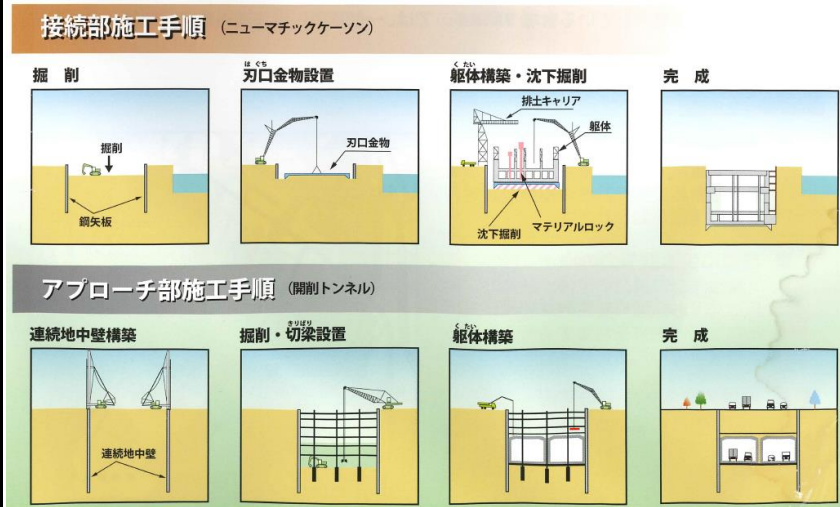 接続部施工手順 (ニューマチックケーソン)
掘 削
はぐち
刃口金物設置
く たい
躯体構築・沈下掘削
完 成
掘削
鋼矢板
刃口金物
排土キャリア
躯体
沈下掘削
マテリアルロック
アプローチ部施工手順 (開削トンネル)
連続地中壁構築
きりばり
掘削・切梁設置
く たい
躯体構築
完 成
連続地中壁